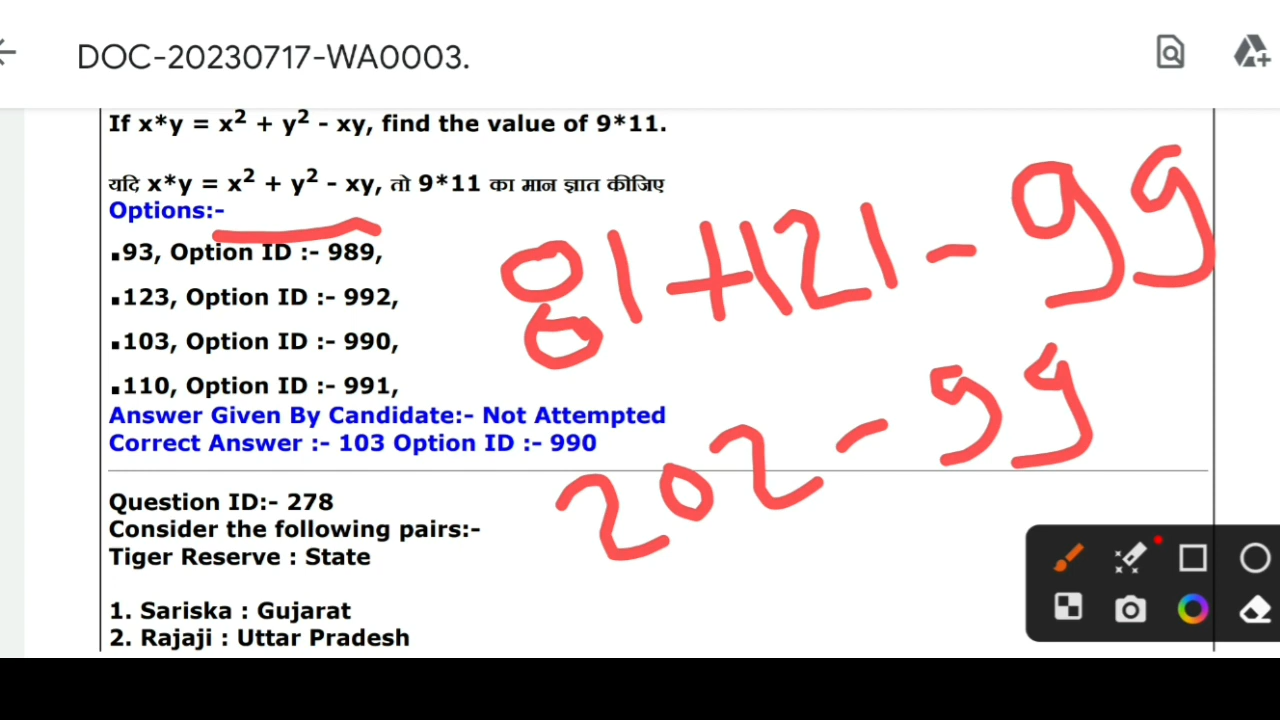 DOC-20230717-WA0003.
If x*y = x² + y² - xy, find the value of 9*11.
यदि x*y = x² + y² - xy, तो 9*11 का मान ज्ञात कीजिए
Options:-
.93, Option ID :- 989,
.123, Option ID :- 992,
.103, Option ID :- 990,
.110, Option ID :- 991,
Answer Given By Candidate:- Not Attempted
Correct Answer :- 103 Option ID :- 990
81+121-99
202-99
Question ID:- 278
Consider the following pairs:-
Tiger Reserve : State
1. Sariska : Gujarat
2. Rajaji : Uttar Pradesh